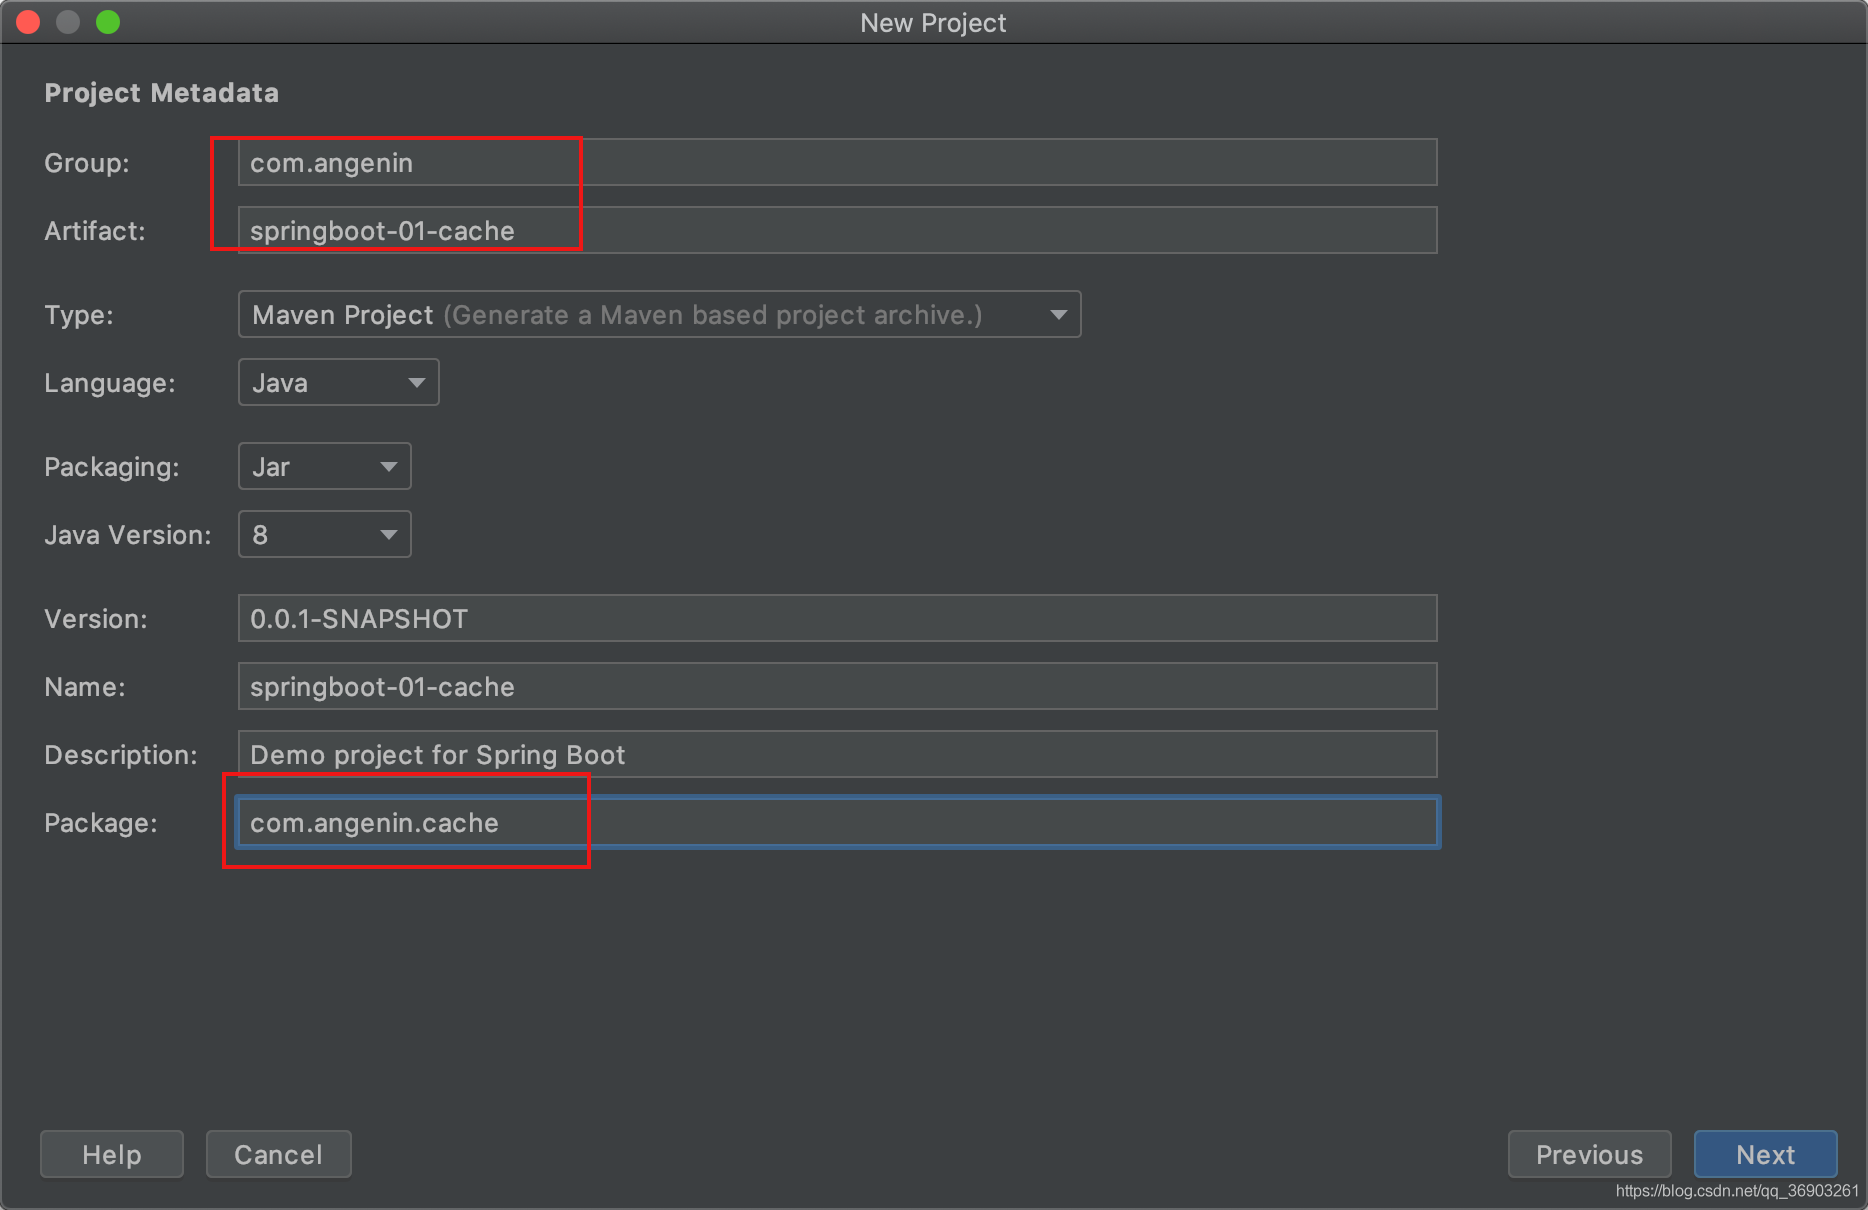 New Project
Project Metadata
Group: com.angenin
Artifact: springboot-01-cache
Type: Maven Project (Generate a Maven based project archive.)
Language: Java
Packaging: Jar
Java Version: 8
Version: 0.0.1-SNAPSHOT
Name: springboot-01-cache
Description: Demo project for Spring Boot
Package: com.angenin.cache
Help Cancel Previous Next
https://blog.csdn.net/qq_36903261